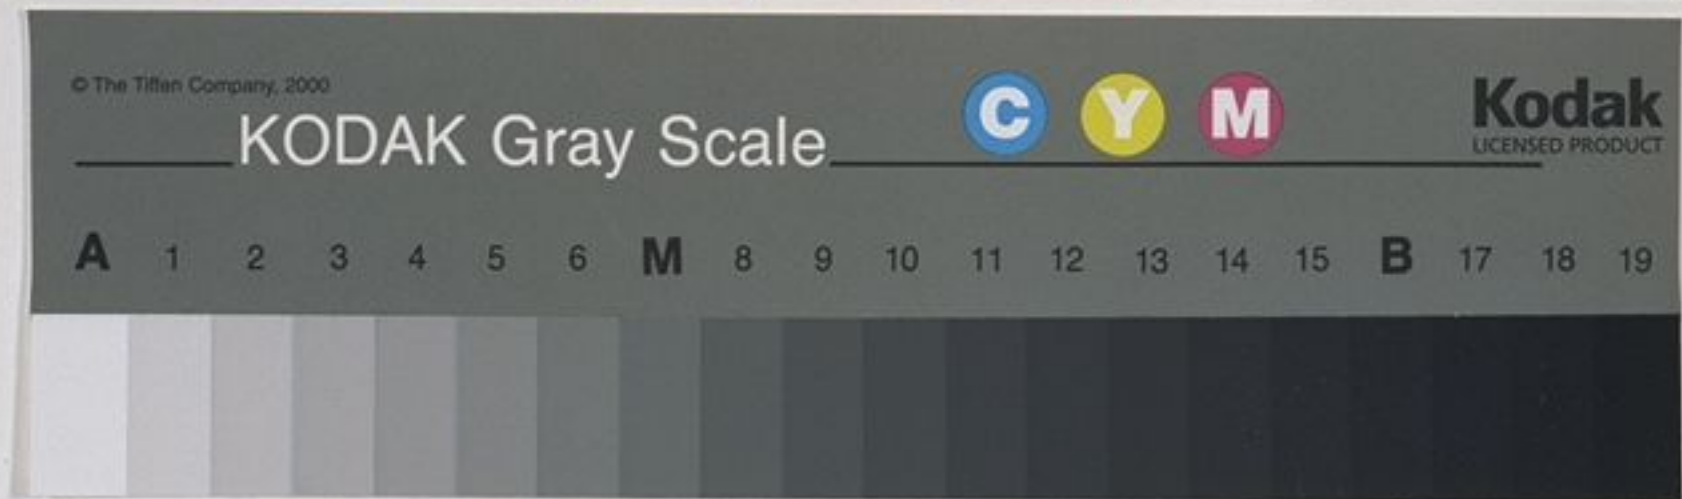 © The Tiffen Company, 2000
KODAK Gray Scale
C Y M
Kodak
LICENSED PRODUCT
A 1 2 3 4 5 6 M 8 9 10 11 12 13 14 15 B 17 18 19